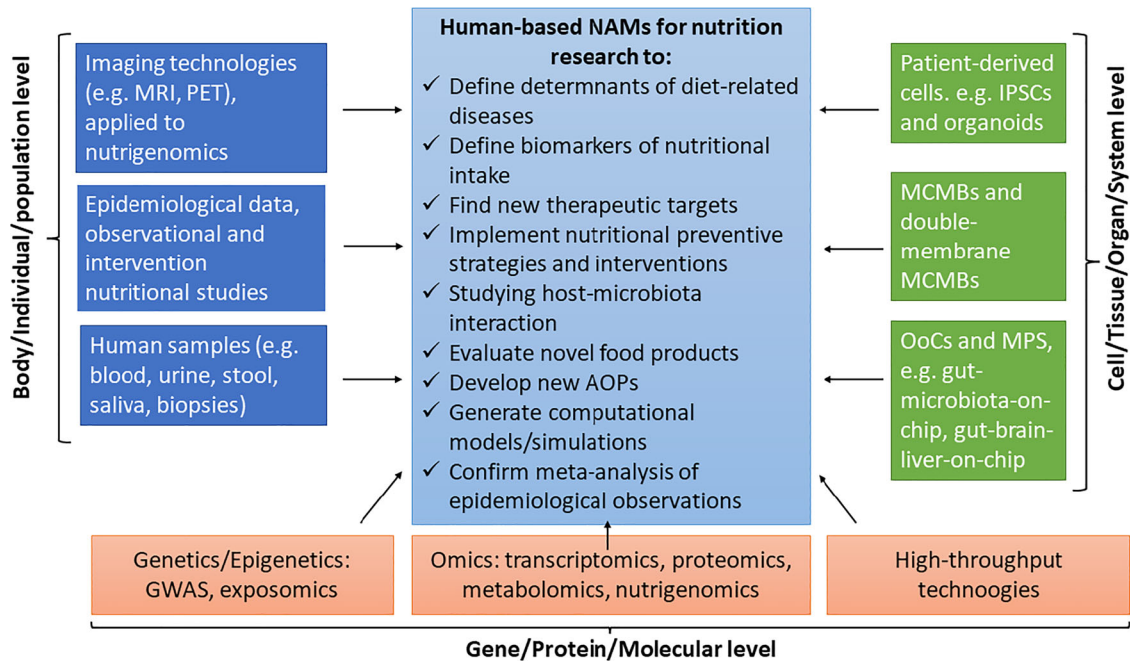 Body/Individual/population level
Imaging technologies
(e.g. MRI, PET),
applied to
nutrigenomics
Epidemiological data,
observational and
intervention
nutritional studies
Human samples (e.g.
blood, urine, stool,
saliva, biopsies)
Human-based NAMs for nutrition
research to:
✓ Define determnants of diet-related
diseases
✓ Define biomarkers of nutritional
intake
✓ Find new therapeutic targets
✓ Implement nutritional preventive
strategies and interventions
✓ Studying host-microbiota
interaction
✓ Evaluate novel food products
✓ Develop new AOPs
✓ Generate computational
models/simulations
✓ Confirm meta-analysis of
epidemiological observations
Patient-derived
cells. e.g. IPSCs
and organoids
MCMBs and
double-
membrane
MCMBs
OoCs and MPS,
e.g. gut-
microbiota-on-
chip, gut-brain-
liver-on-chip
Cell/Tissue/Organ/System level
Genetics/Epigenetics:
GWAS, exposomics
Omics: transcriptomics, proteomics,
metabolomics, nutrigenomics
High-throughput
technoogies
Gene/Protein/Molecular level